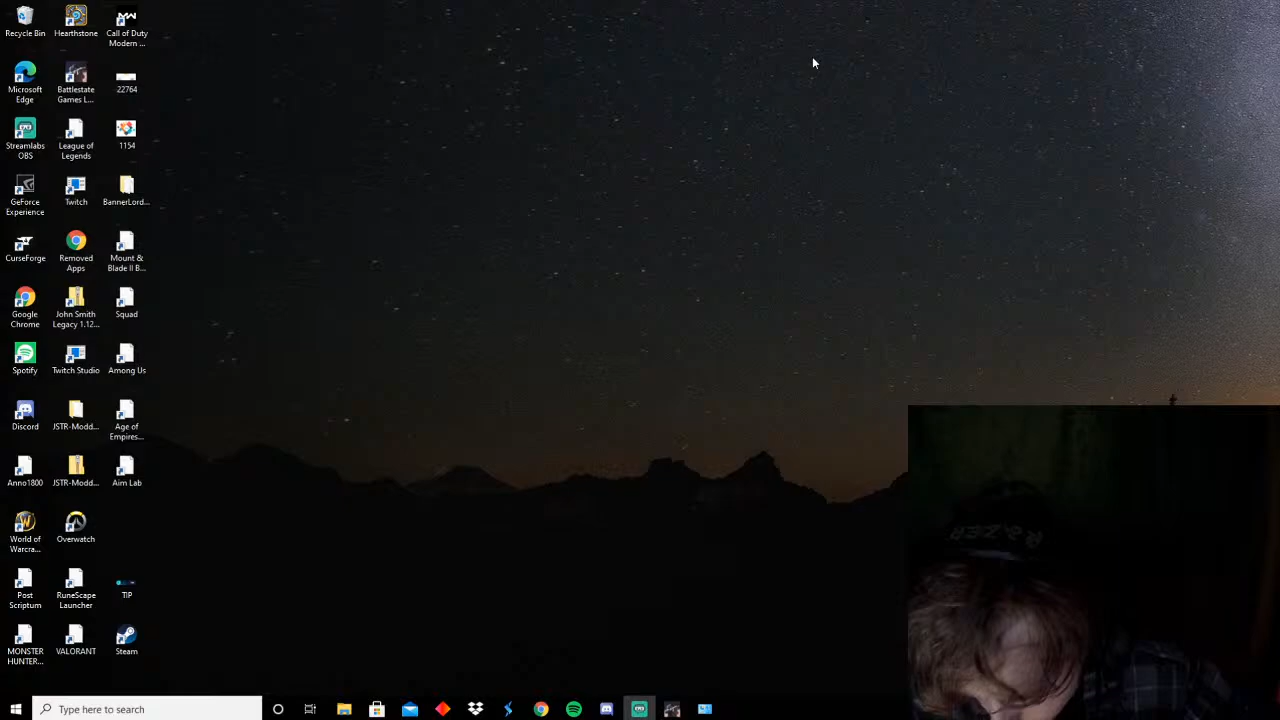 Recycle Bin
Hearthstone
Call of Duty
Modern ...
Microsoft
Edge
Battlestate
Games L...
22764
Streamlabs
OBS
League of
Legends
1154
GeForce
Experience
Twitch
BannerLord...
CurseForge
Removed
Apps
Mount &
Blade II B...
Google
Chrome
John Smith
Legacy 1.12...
Squad
Spotify
Twitch Studio
Among Us
Discord
JSTR-Modd...
Age of
Empires...
Anno1800
JSTR-Modd...
Aim Lab
World of
Warcra...
Overwatch
Post
Scriptum
RuneScape
Launcher
TIP
MONSTER
HUNTER...
VALORANT
Steam
RAZER
Type here to search